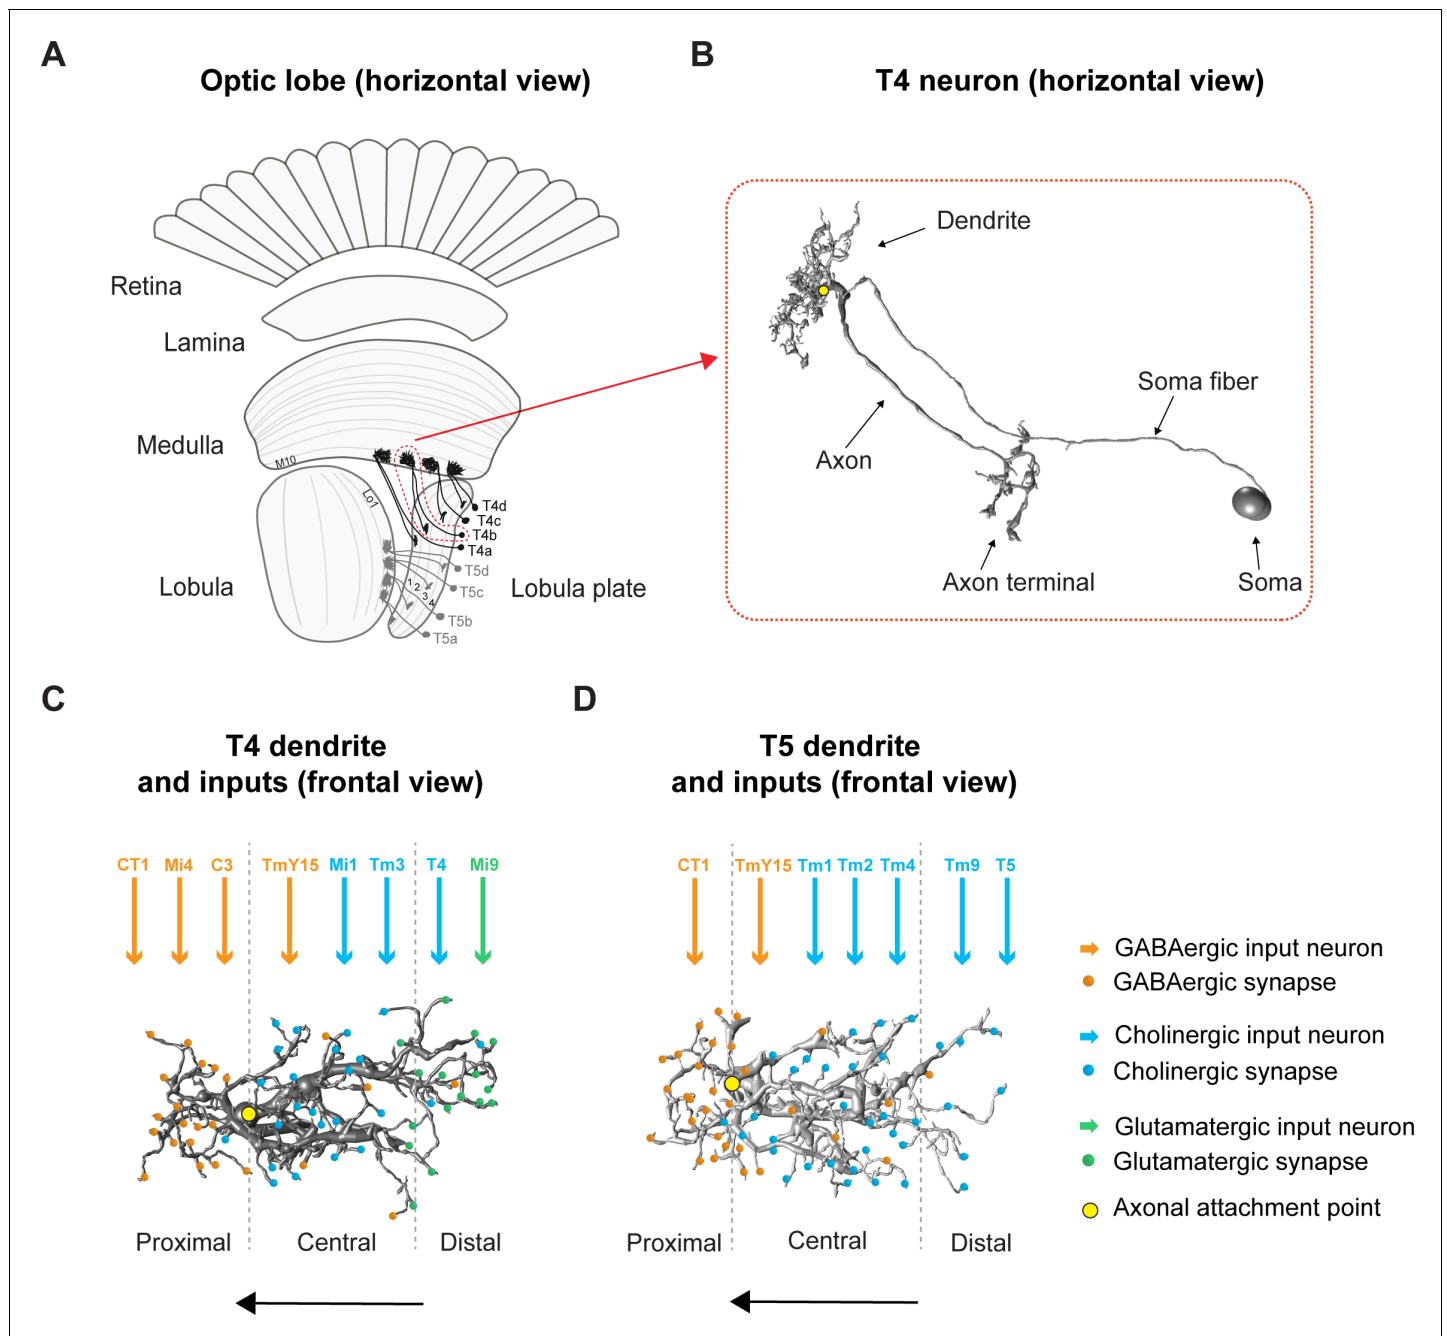 A
Optic lobe (horizontal view)
Retina
Lamina
Medulla
M10
Lo1
T4d
T4c
T4b
T4a
T5d
T5c
T5b
T5a
1
2
3
4
Lobula
Lobula plate
B
T4 neuron (horizontal view)
Dendrite
Soma fiber
Axon
Axon terminal
Soma
C
T4 dendrite
and inputs (frontal view)
CT1 Mi4 C3 TmY15 Mi1 Tm3 T4 Mi9
Proximal Central Distal
D
T5 dendrite
and inputs (frontal view)
CT1 TmY15 Tm1 Tm2 Tm4 Tm9 T5
Proximal Central Distal
GABAergic input neuron
GABAergic synapse
Cholinergic input neuron
Cholinergic synapse
Glutamatergic input neuron
Glutamatergic synapse
Axonal attachment point